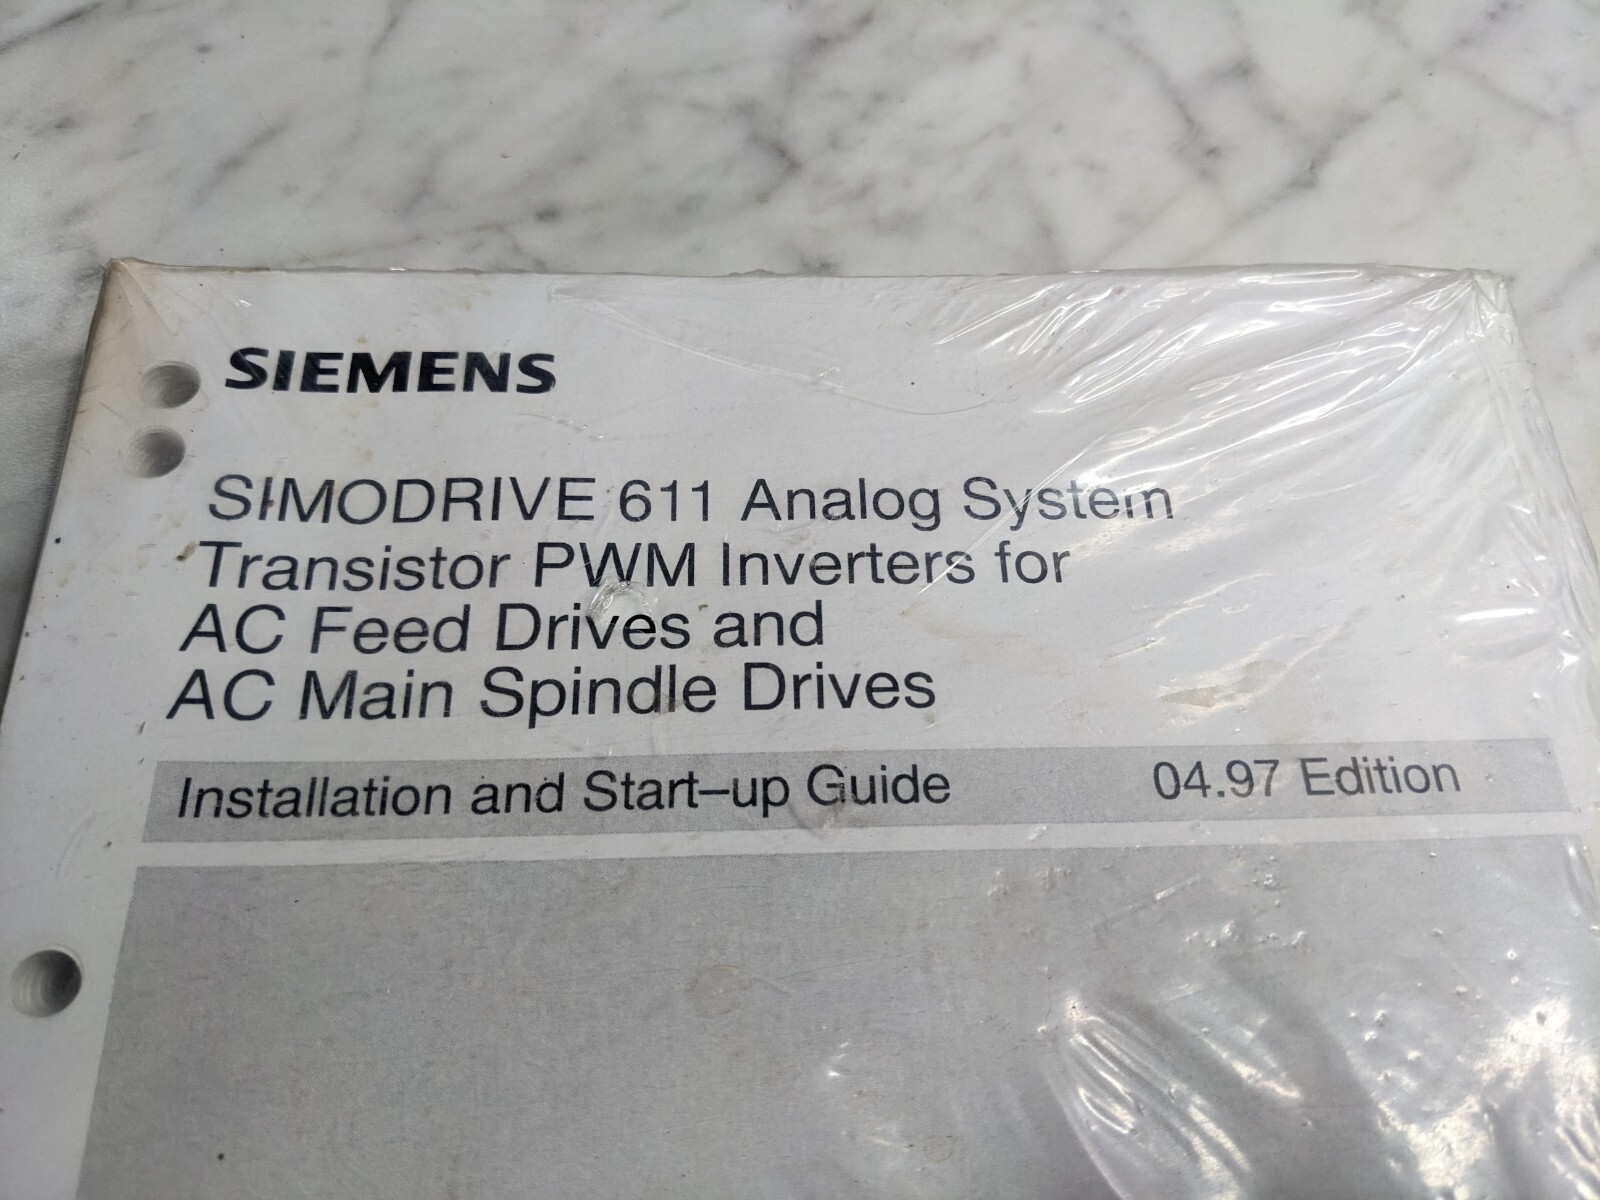 SIEMENS
SIMODRIVE 611 Analog System
Transistor PWM Inverters for
AC Feed Drives and
AC Main Spindle Drives
Installation and Start–up Guide 04.97 Edition